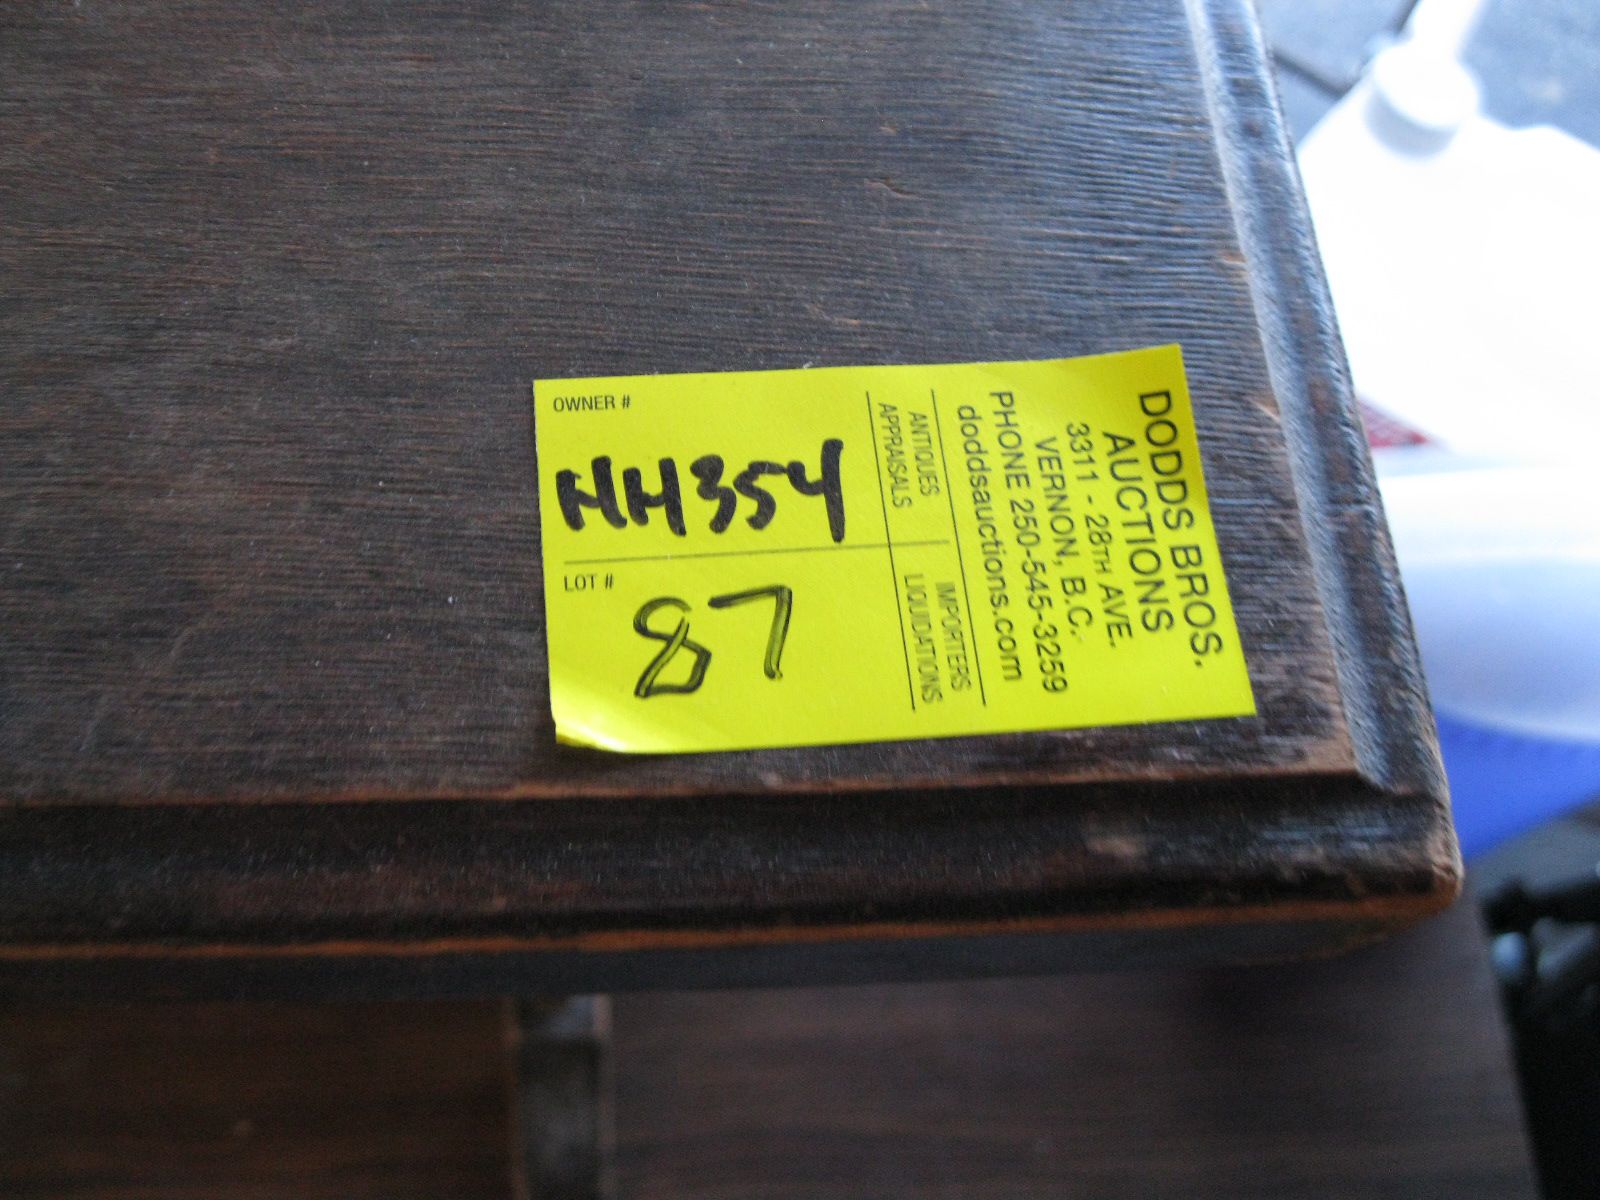 DODDS BROS.
AUCTIONS
3311 - 28TH AVE.
VERNON, B.C.
PHONE 250-545-3259
doddsauctions.com
ANTIQUES
APPRAISALS
IMPORTERS
LIQUIDATIONS
OWNER #
HH354
LOT #
87